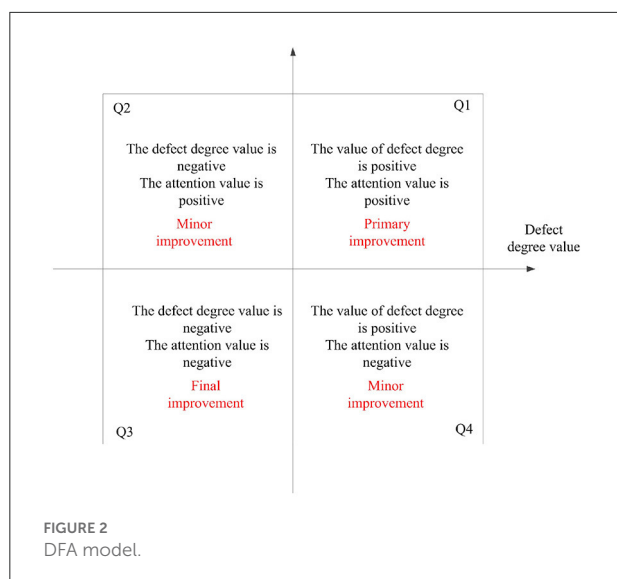 Q2
Q1
The defect degree value is
negative
The attention value is
positive
Minor
improvement
The value of defect degree
is positive
The attention value is
positive
Primary
improvement
Defect
degree value
The defect degree value is
negative
The attention value is
negative
Final
improvement
The value of defect degree
is positive
The attention value is
negative
Minor
improvement
Q3
Q4
FIGURE 2
DFA model.